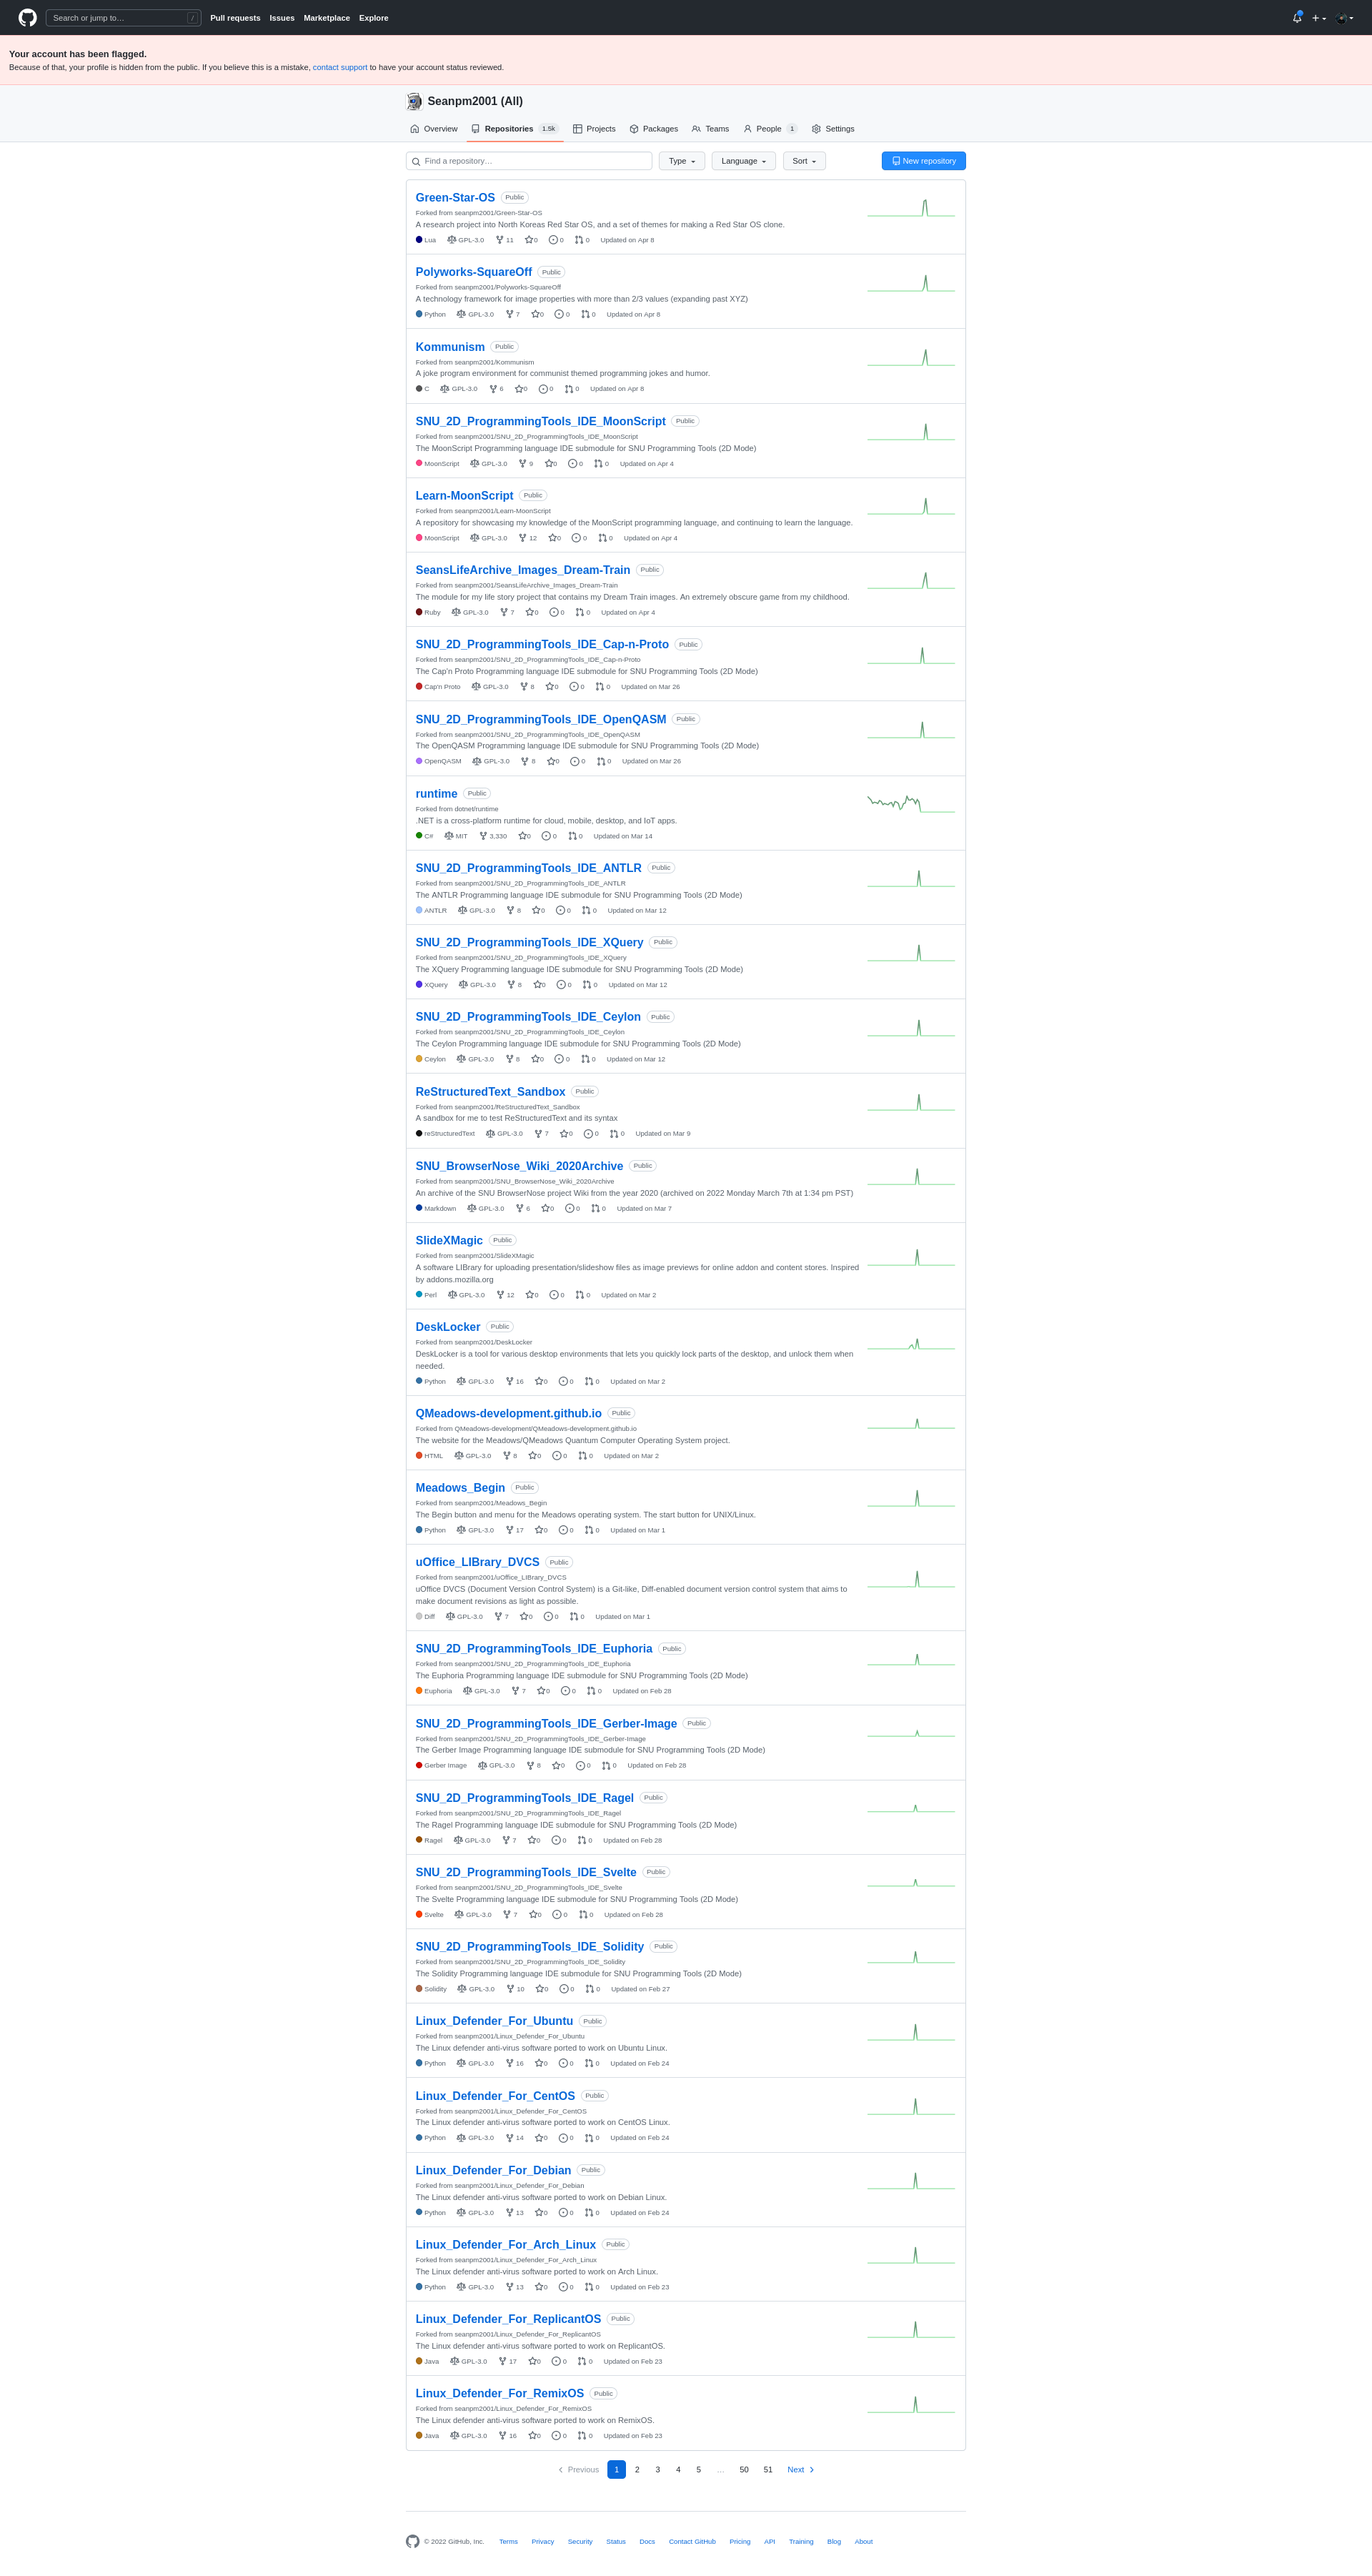 Search or jump to… /
Pull requests Issues Marketplace Explore
Your account has been flagged.
Because of that, your profile is hidden from the public. If you believe this is a mistake, contact support to have your account status reviewed.
Seanpm2001 (All)
Overview Repositories 1.5k Projects Packages Teams People 1 Settings
Find a repository… Type Language Sort New repository
Green-Star-OS Public
Forked from seanpm2001/Green-Star-OS
A research project into North Koreas Red Star OS, and a set of themes for making a Red Star OS clone.
Lua GPL-3.0 11 0 0 0 Updated on Apr 8
Polyworks-SquareOff Public
Forked from seanpm2001/Polyworks-SquareOff
A technology framework for image properties with more than 2/3 values (expanding past XYZ)
Python GPL-3.0 7 0 0 0 Updated on Apr 8
Kommunism Public
Forked from seanpm2001/Kommunism
A joke program environment for communist themed programming jokes and humor.
C GPL-3.0 6 0 0 0 Updated on Apr 8
SNU_2D_ProgrammingTools_IDE_MoonScript Public
Forked from seanpm2001/SNU_2D_ProgrammingTools_IDE_MoonScript
The MoonScript Programming language IDE submodule for SNU Programming Tools (2D Mode)
MoonScript GPL-3.0 9 0 0 0 Updated on Apr 4
Learn-MoonScript Public
Forked from seanpm2001/Learn-MoonScript
A repository for showcasing my knowledge of the MoonScript programming language, and continuing to learn the language.
MoonScript GPL-3.0 12 0 0 0 Updated on Apr 4
SeansLifeArchive_Images_Dream-Train Public
Forked from seanpm2001/SeansLifeArchive_Images_Dream-Train
The module for my life story project that contains my Dream Train images. An extremely obscure game from my childhood.
Ruby GPL-3.0 7 0 0 0 Updated on Apr 4
SNU_2D_ProgrammingTools_IDE_Cap-n-Proto Public
Forked from seanpm2001/SNU_2D_ProgrammingTools_IDE_Cap-n-Proto
The Cap'n Proto Programming language IDE submodule for SNU Programming Tools (2D Mode)
Cap'n Proto GPL-3.0 8 0 0 0 Updated on Mar 26
SNU_2D_ProgrammingTools_IDE_OpenQASM Public
Forked from seanpm2001/SNU_2D_ProgrammingTools_IDE_OpenQASM
The OpenQASM Programming language IDE submodule for SNU Programming Tools (2D Mode)
OpenQASM GPL-3.0 8 0 0 0 Updated on Mar 26
runtime Public
Forked from dotnet/runtime
.NET is a cross-platform runtime for cloud, mobile, desktop, and IoT apps.
C# MIT 3,330 0 0 0 Updated on Mar 14
SNU_2D_ProgrammingTools_IDE_ANTLR Public
Forked from seanpm2001/SNU_2D_ProgrammingTools_IDE_ANTLR
The ANTLR Programming language IDE submodule for SNU Programming Tools (2D Mode)
ANTLR GPL-3.0 8 0 0 0 Updated on Mar 12
SNU_2D_ProgrammingTools_IDE_XQuery Public
Forked from seanpm2001/SNU_2D_ProgrammingTools_IDE_XQuery
The XQuery Programming language IDE submodule for SNU Programming Tools (2D Mode)
XQuery GPL-3.0 8 0 0 0 Updated on Mar 12
SNU_2D_ProgrammingTools_IDE_Ceylon Public
Forked from seanpm2001/SNU_2D_ProgrammingTools_IDE_Ceylon
The Ceylon Programming language IDE submodule for SNU Programming Tools (2D Mode)
Ceylon GPL-3.0 8 0 0 0 Updated on Mar 12
ReStructuredText_Sandbox Public
Forked from seanpm2001/ReStructuredText_Sandbox
A sandbox for me to test ReStructuredText and its syntax
reStructuredText GPL-3.0 7 0 0 0 Updated on Mar 9
SNU_BrowserNose_Wiki_2020Archive Public
Forked from seanpm2001/SNU_BrowserNose_Wiki_2020Archive
An archive of the SNU BrowserNose project Wiki from the year 2020 (archived on 2022 Monday March 7th at 1:34 pm PST)
Markdown GPL-3.0 6 0 0 0 Updated on Mar 7
SlideXMagic Public
Forked from seanpm2001/SlideXMagic
A software LIBrary for uploading presentation/slideshow files as image previews for online addon and content stores. Inspired
by addons.mozilla.org
Perl GPL-3.0 12 0 0 0 Updated on Mar 2
DeskLocker Public
Forked from seanpm2001/DeskLocker
DeskLocker is a tool for various desktop environments that lets you quickly lock parts of the desktop, and unlock them when
needed.
Python GPL-3.0 16 0 0 0 Updated on Mar 2
QMeadows-development.github.io Public
Forked from QMeadows-development/QMeadows-development.github.io
The website for the Meadows/QMeadows Quantum Computer Operating System project.
HTML GPL-3.0 8 0 0 0 Updated on Mar 2
Meadows_Begin Public
Forked from seanpm2001/Meadows_Begin
The Begin button and menu for the Meadows operating system. The start button for UNIX/Linux.
Python GPL-3.0 17 0 0 0 Updated on Mar 1
uOffice_LIBrary_DVCS Public
Forked from seanpm2001/uOffice_LIBrary_DVCS
uOffice DVCS (Document Version Control System) is a Git-like, Diff-enabled document version control system that aims to
make document revisions as light as possible.
Diff GPL-3.0 7 0 0 0 Updated on Mar 1
SNU_2D_ProgrammingTools_IDE_Euphoria Public
Forked from seanpm2001/SNU_2D_ProgrammingTools_IDE_Euphoria
The Euphoria Programming language IDE submodule for SNU Programming Tools (2D Mode)
Euphoria GPL-3.0 7 0 0 0 Updated on Feb 28
SNU_2D_ProgrammingTools_IDE_Gerber-Image Public
Forked from seanpm2001/SNU_2D_ProgrammingTools_IDE_Gerber-Image
The Gerber Image Programming language IDE submodule for SNU Programming Tools (2D Mode)
Gerber Image GPL-3.0 8 0 0 0 Updated on Feb 28
SNU_2D_ProgrammingTools_IDE_Ragel Public
Forked from seanpm2001/SNU_2D_ProgrammingTools_IDE_Ragel
The Ragel Programming language IDE submodule for SNU Programming Tools (2D Mode)
Ragel GPL-3.0 7 0 0 0 Updated on Feb 28
SNU_2D_ProgrammingTools_IDE_Svelte Public
Forked from seanpm2001/SNU_2D_ProgrammingTools_IDE_Svelte
The Svelte Programming language IDE submodule for SNU Programming Tools (2D Mode)
Svelte GPL-3.0 7 0 0 0 Updated on Feb 28
SNU_2D_ProgrammingTools_IDE_Solidity Public
Forked from seanpm2001/SNU_2D_ProgrammingTools_IDE_Solidity
The Solidity Programming language IDE submodule for SNU Programming Tools (2D Mode)
Solidity GPL-3.0 10 0 0 0 Updated on Feb 27
Linux_Defender_For_Ubuntu Public
Forked from seanpm2001/Linux_Defender_For_Ubuntu
The Linux defender anti-virus software ported to work on Ubuntu Linux.
Python GPL-3.0 16 0 0 0 Updated on Feb 24
Linux_Defender_For_CentOS Public
Forked from seanpm2001/Linux_Defender_For_CentOS
The Linux defender anti-virus software ported to work on CentOS Linux.
Python GPL-3.0 14 0 0 0 Updated on Feb 24
Linux_Defender_For_Debian Public
Forked from seanpm2001/Linux_Defender_For_Debian
The Linux defender anti-virus software ported to work on Debian Linux.
Python GPL-3.0 13 0 0 0 Updated on Feb 24
Linux_Defender_For_Arch_Linux Public
Forked from seanpm2001/Linux_Defender_For_Arch_Linux
The Linux defender anti-virus software ported to work on Arch Linux.
Python GPL-3.0 13 0 0 0 Updated on Feb 23
Linux_Defender_For_ReplicantOS Public
Forked from seanpm2001/Linux_Defender_For_ReplicantOS
The Linux defender anti-virus software ported to work on ReplicantOS.
Java GPL-3.0 17 0 0 0 Updated on Feb 23
Linux_Defender_For_RemixOS Public
Forked from seanpm2001/Linux_Defender_For_RemixOS
The Linux defender anti-virus software ported to work on RemixOS.
Java GPL-3.0 16 0 0 0 Updated on Feb 23
Previous 1 2 3 4 5 … 50 51 Next
© 2022 GitHub, Inc. Terms Privacy Security Status Docs Contact GitHub Pricing API Training Blog About